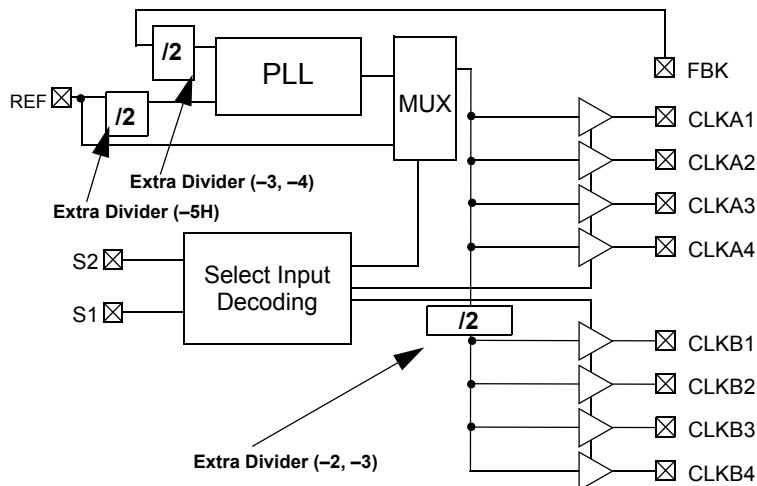 /2
PLL
MUX
FBK
REF
/2
CLKA1
CLKA2
CLKA3
CLKA4
Extra Divider (–3, –4)
Extra Divider (–5H)
S2
S1
Select Input
Decoding
/2
CLKB1
CLKB2
CLKB3
CLKB4
Extra Divider (–2, –3)